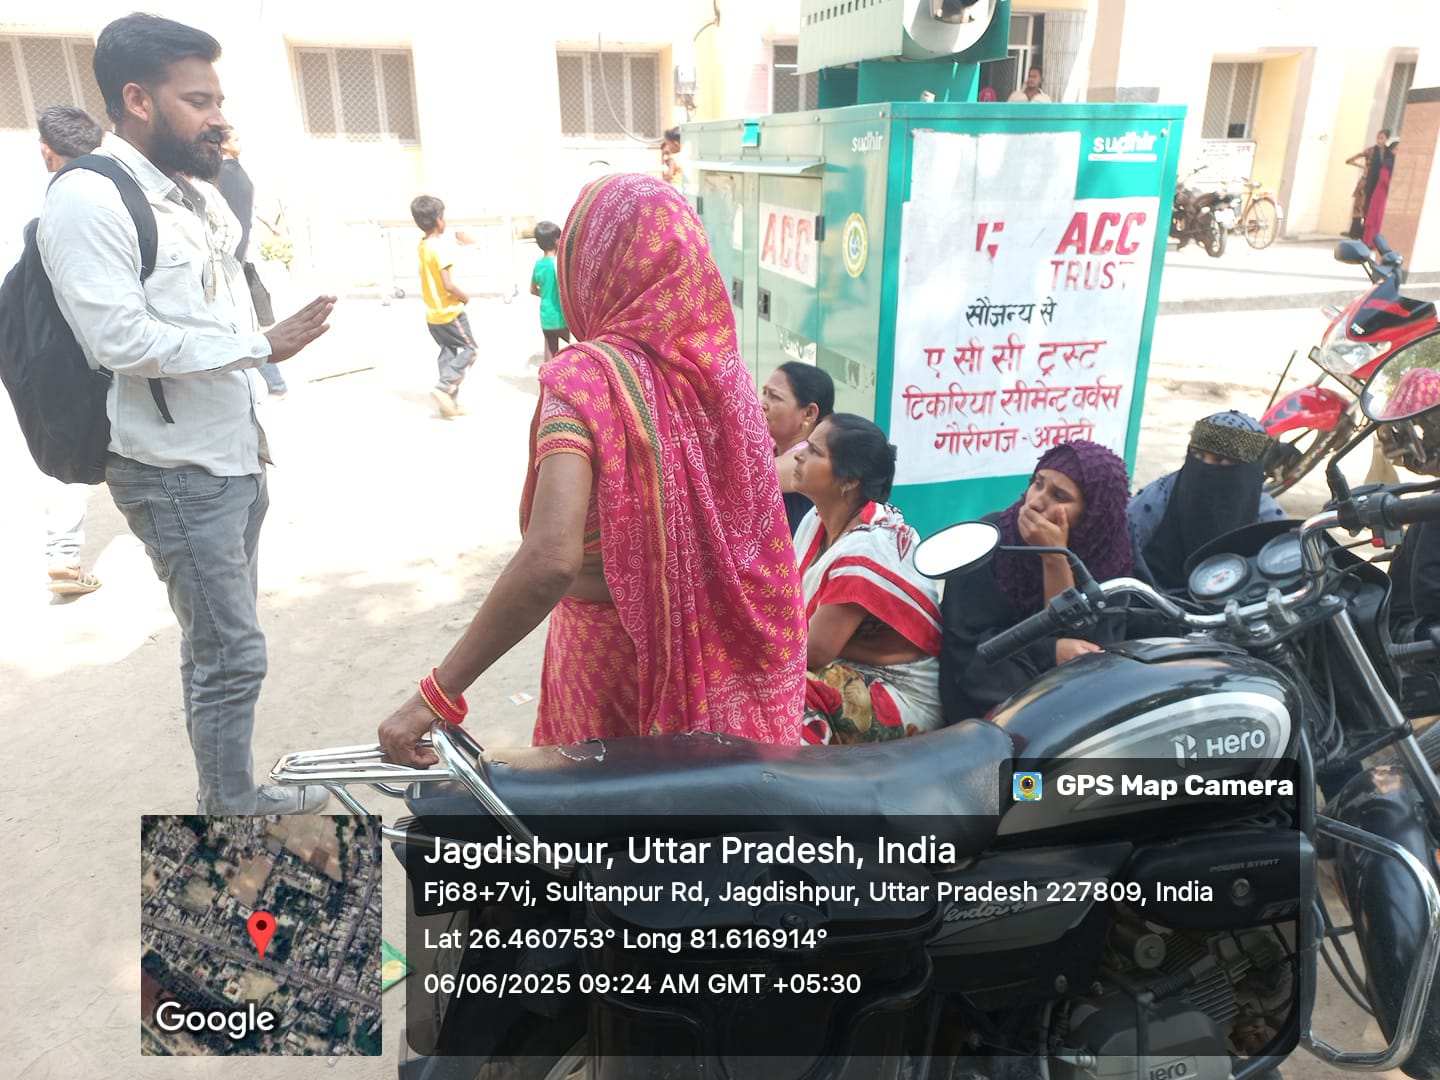 sudhir
sudhir
ACC
ACC
TRUST
सौजन्य से
ए सी सी ट्रस्ट
टिकरिया सीमेन्ट वर्क्स
गौरीगंज - अमेठी
Hero
GPS Map Camera
Jagdishpur, Uttar Pradesh, India
Fj68+7vj, Sultanpur Rd, Jagdishpur, Uttar Pradesh 227809, India
Lat 26.460753° Long 81.616914°
06/06/2025 09:24 AM GMT +05:30
Google
POWER START